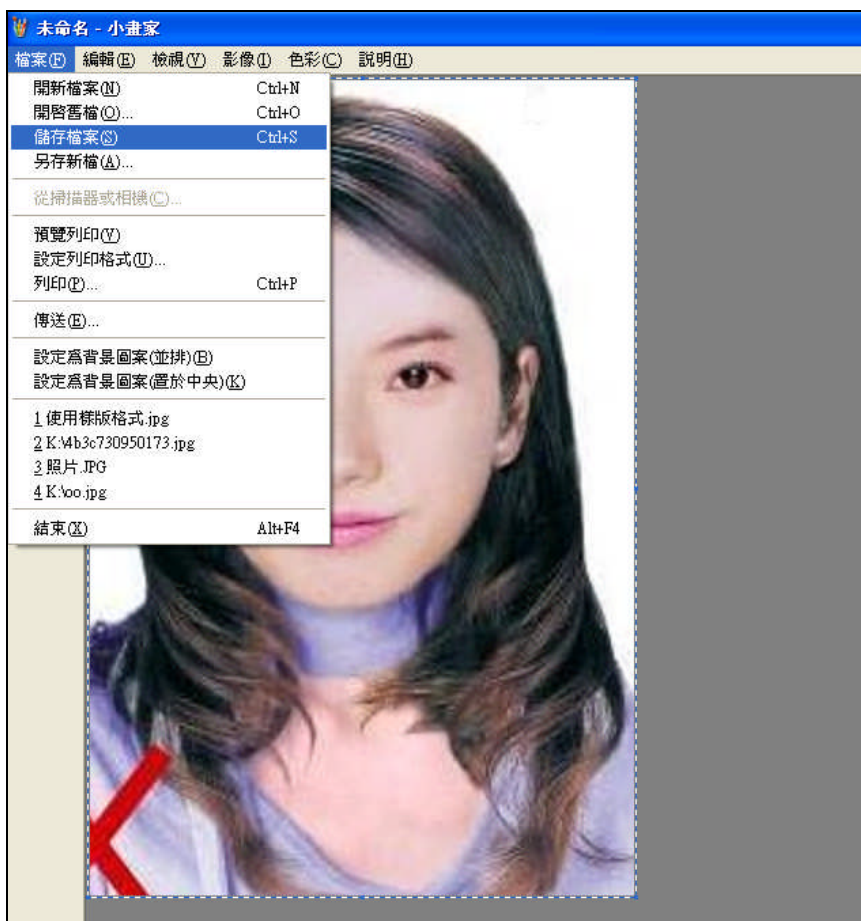 未命名 - 小畫家
檔案(F) 編輯(E) 檢視(V) 影像(I) 色彩(C) 說明(H)
開新檔案(N) Ctrl+N
開啓舊檔(O)... Ctrl+O
儲存檔案(S) Ctrl+S
另存新檔(A)...
從掃描器或相機(C)...
預覽列印(V)
設定列印格式(U)...
列印(P)... Ctrl+P
傳送(E)...
設定爲背景圖案(並排)(B)
設定爲背景圖案(置於中央)(K)
1 使用樣版格式.jpg
2 K:\4b3c730950173.jpg
3 照片.JPG
4 K:\oo.jpg
結束(X) Alt+F4